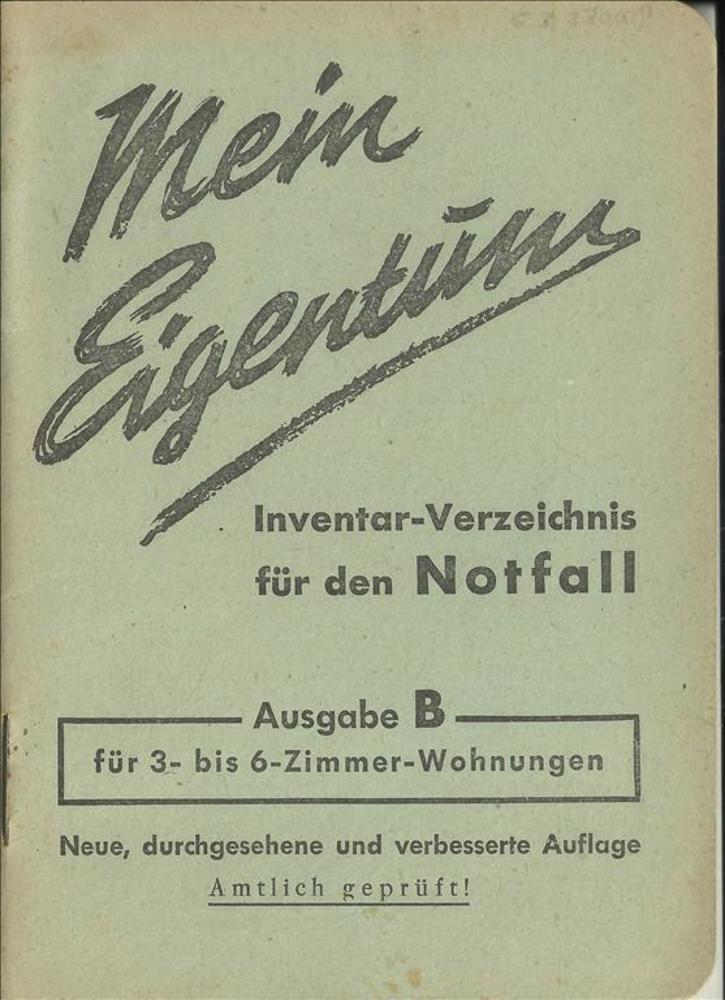 Mein
Eigentum
Inventar-Verzeichnis
für den Notfall
Ausgabe B
für 3- bis 6-Zimmer-Wohnungen
Neue, durchgesehene und verbesserte Auflage
Amtlich geprüft!